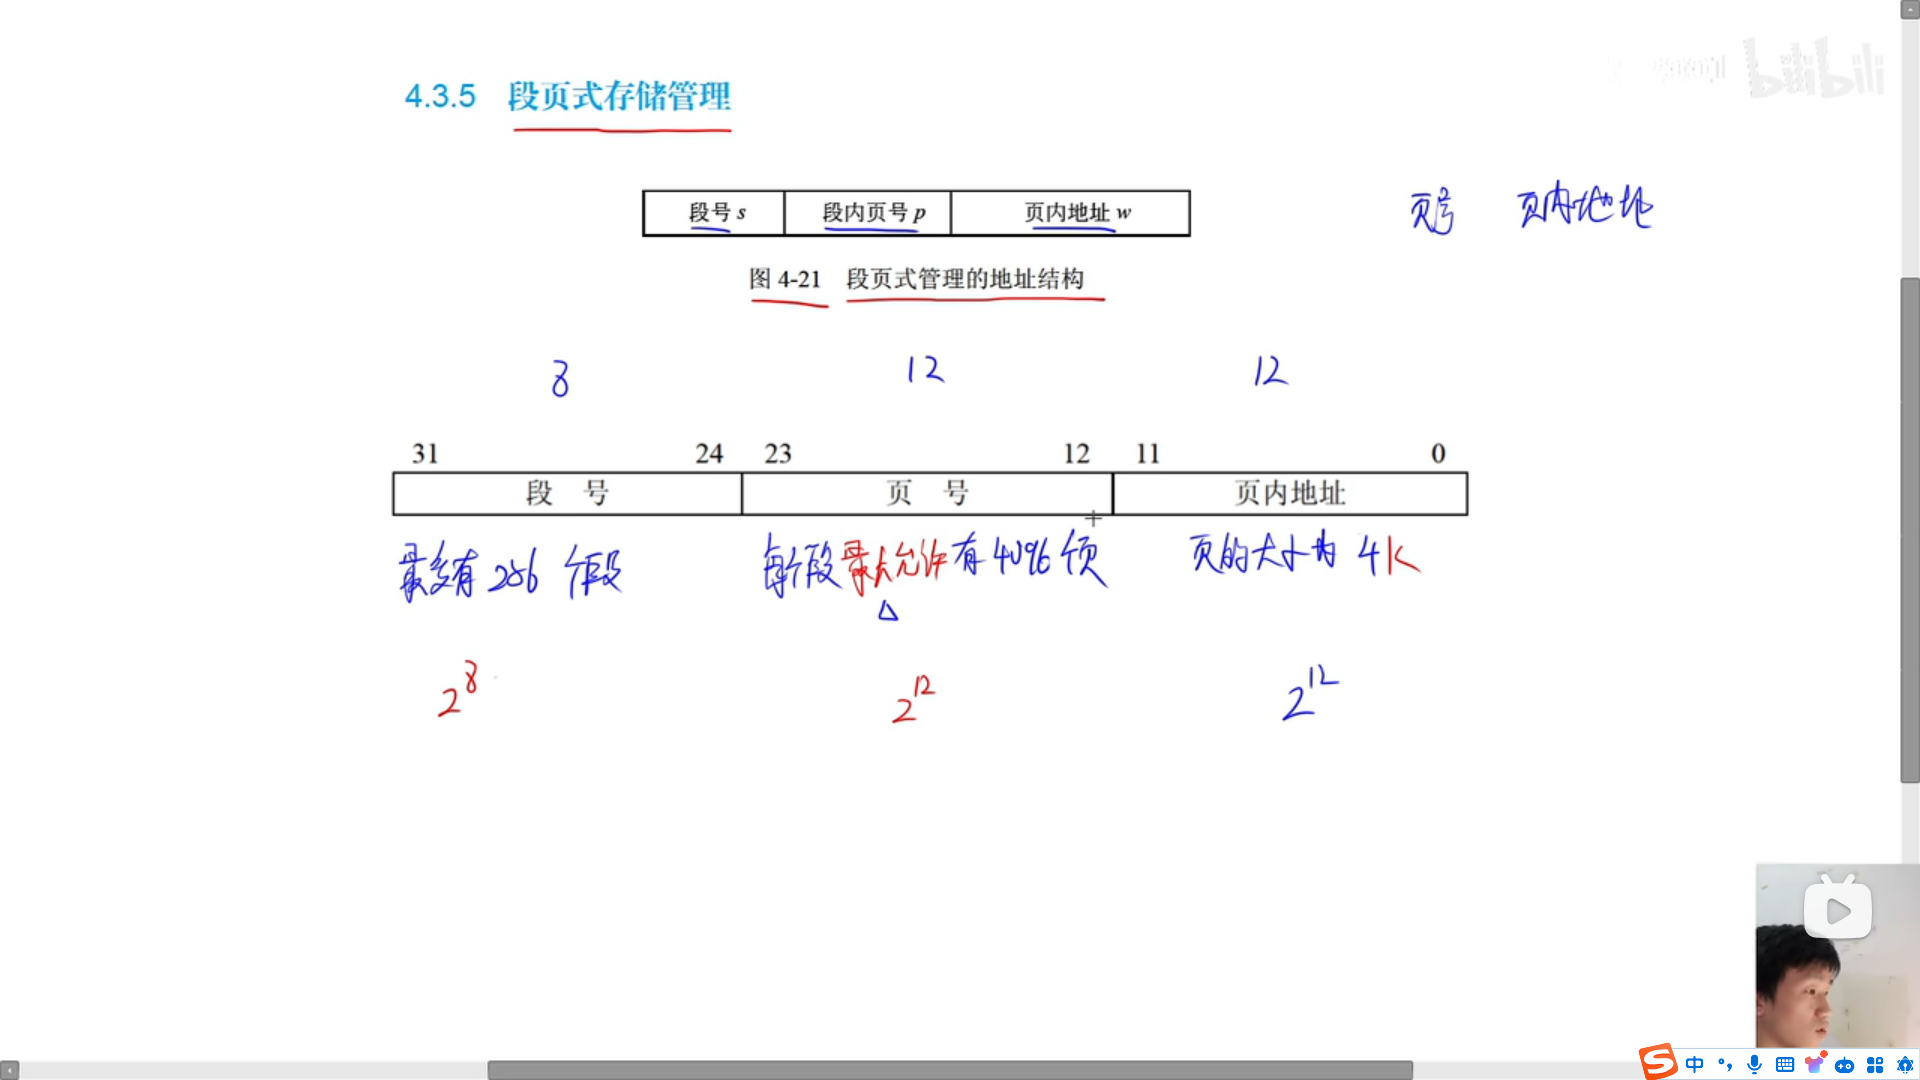 bilibili
4.3.5 段页式存储管理
段号 s 段内页号 p 页内地址 w
页号 页内地址
图 4-21 段页式管理的地址结构
8 12 12
31 24 23 12 11 0
段 号 页 号 页内地址
最多有 256 个段 每个段最大允许有 4096 个页 页的大小为 4K
2^8 2^12 2^12
中